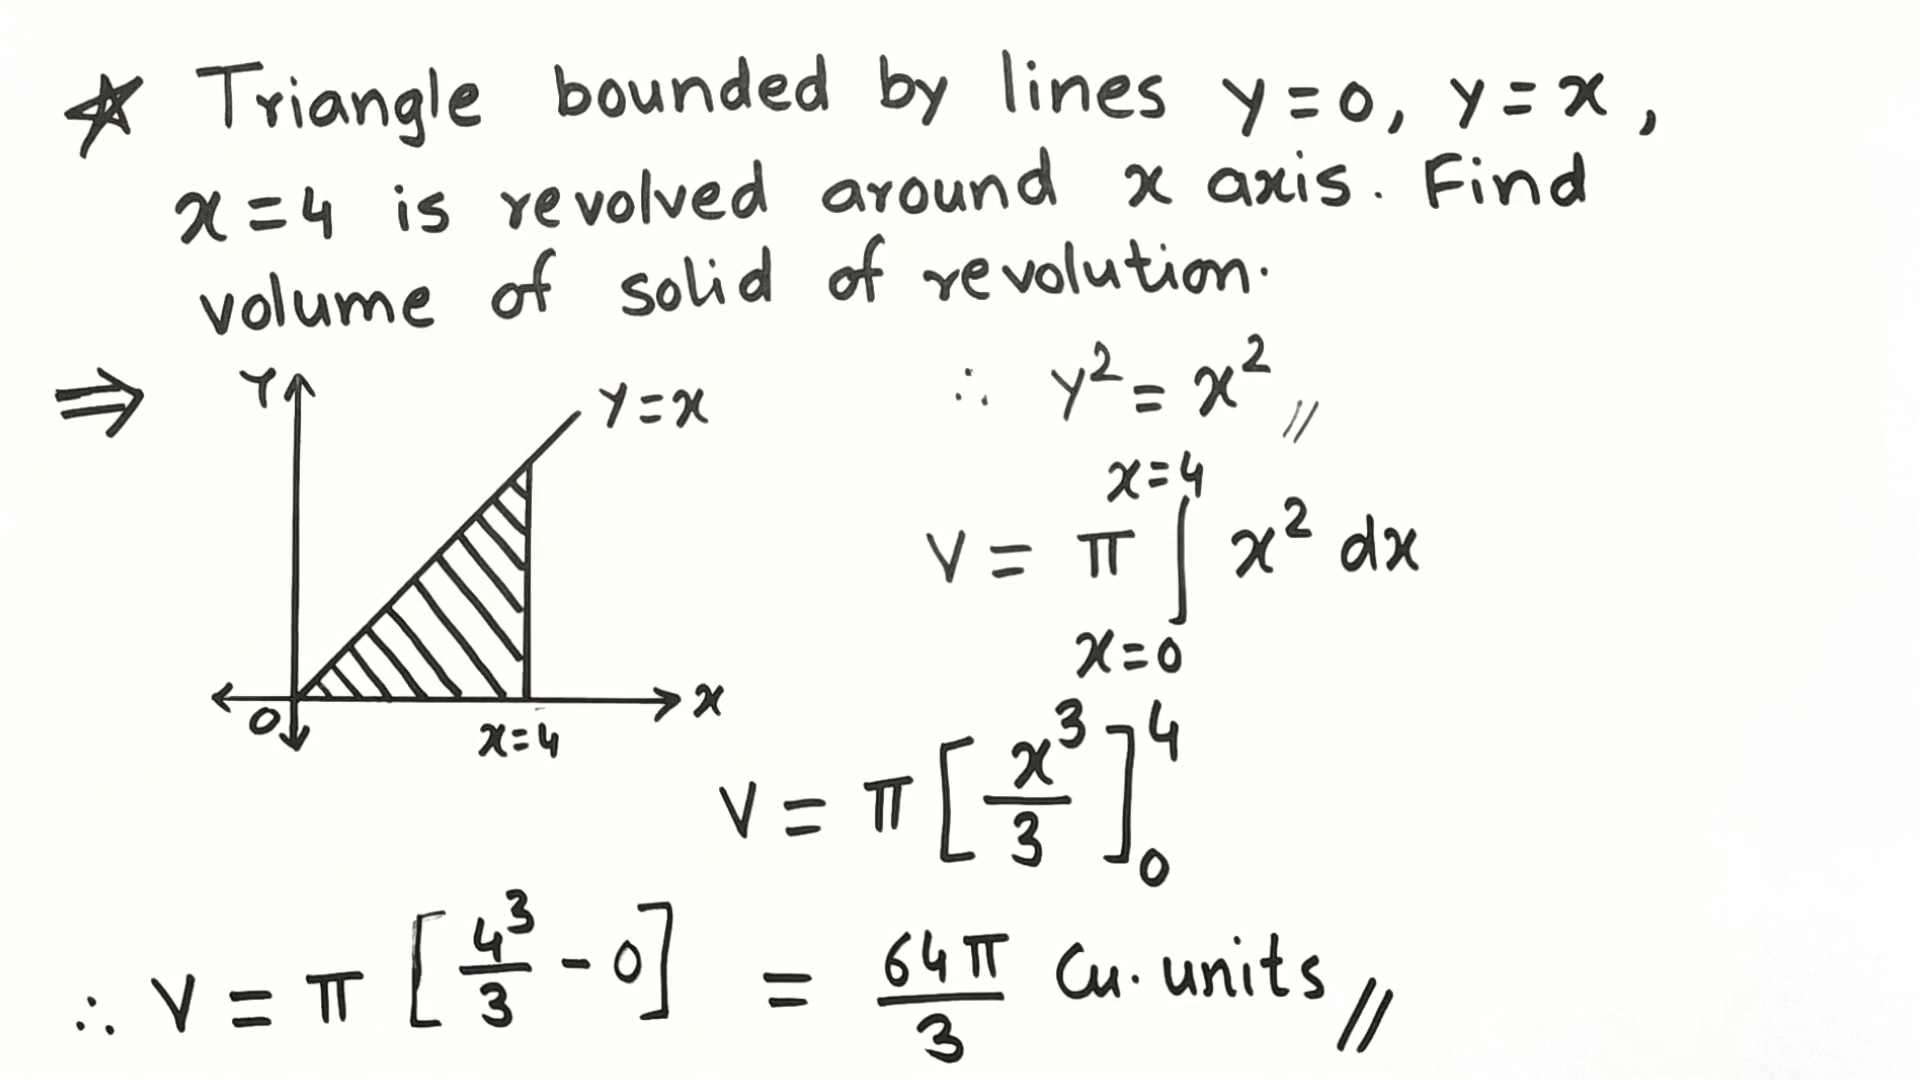 ☆ Triangle bounded by lines y=0, y=x,
x=4 is revolved around x axis. Find
volume of solid of revolution.
⇒
Y
y=x
O
x=4
x
∴ y² = x² //
V = π ∫_{x=0}^{x=4} x² dx
V = π [x³/3]₀⁴
∴ V = π [4³/3 - 0] = 64π/3 Cu. units //